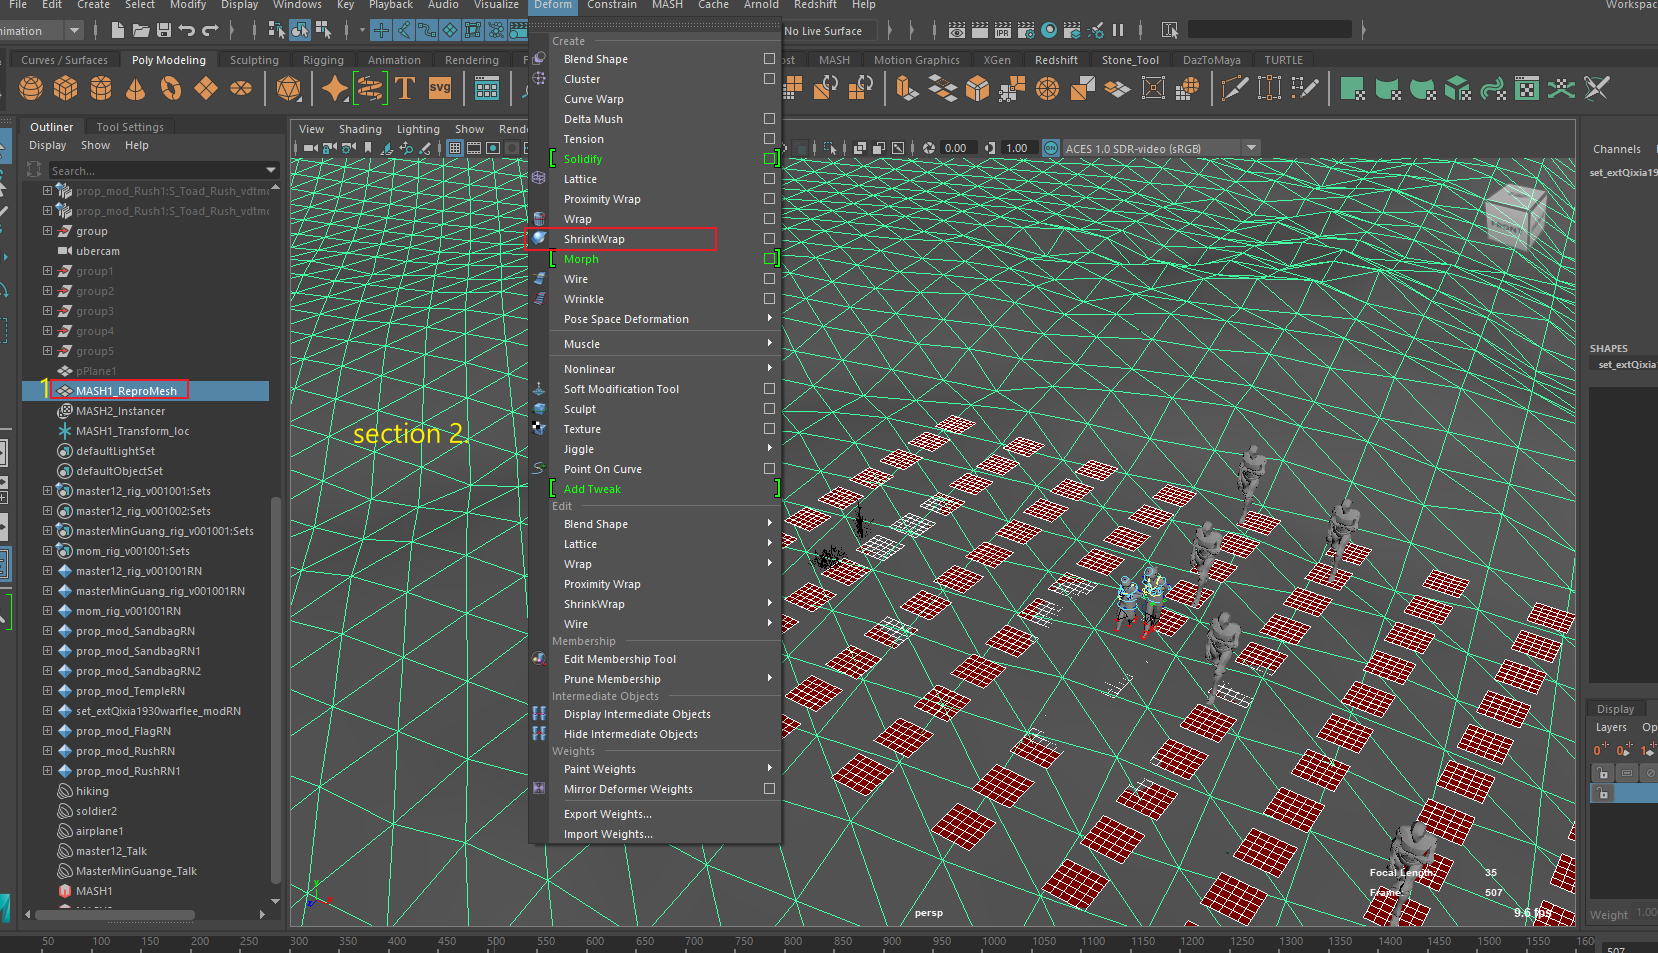 File Edit Create Select Modify Display Windows Key Playback Audio Visualize Deform Constrain MASH Cache Arnold Redshift Help Workspac
nimation
No Live Surface
Curves / Surfaces Poly Modeling Sculpting Rigging Animation Rendering MASH Motion Graphics XGen Redshift Stone_Tool DazToMaya TURTLE
T svg
Outliner Tool Settings
Display Show Help
Search...
prop_mod_Rush1:S_Toad_Rush_vdtmc
prop_mod_Rush1:S_Toad_Rush_vdtmc
group
ubercam
group1
group2
group3
group4
group5
pPlane1
1 MASH1_ReproMesh
MASH2_Instancer
MASH1_Transform_loc
defaultLightSet
defaultObjectSet
master12_rig_v001001:Sets
master12_rig_v001002:Sets
masterMinGuang_rig_v001001:Sets
mom_rig_v001001:Sets
master12_rig_v001001RN
masterMinGuang_rig_v001001RN
mom_rig_v001001RN
prop_mod_SandbagRN
prop_mod_SandbagRN1
prop_mod_SandbagRN2
prop_mod_TempleRN
set_extQixia1930warflee_modRN
prop_mod_FlagRN
prop_mod_RushRN
prop_mod_RushRN1
hiking
soldier2
airplane1
master12_Talk
MasterMinGuange_Talk
MASH1
View Shading Lighting Show Rend
0.00 1.00 ON ACES 1.0 SDR-video (sRGB)
section 2.
Create
Blend Shape
Cluster
Curve Warp
Delta Mush
Tension
Solidify
Lattice
Proximity Wrap
Wrap
ShrinkWrap
Morph
Wire
Wrinkle
Pose Space Deformation
Muscle
Nonlinear
Soft Modification Tool
Sculpt
Texture
Jiggle
Point On Curve
Add Tweak
Edit
Blend Shape
Lattice
Wrap
Proximity Wrap
ShrinkWrap
Wire
Membership
Edit Membership Tool
Prune Membership
Intermediate Objects
Display Intermediate Objects
Hide Intermediate Objects
Weights
Paint Weights
Mirror Deformer Weights
Export Weights...
Import Weights...
Focal Length: 35
Frame: 507
9.6 fps
persp
Channels
set_extQixia193
SHAPES
set_extQixia1
Display
Layers Op
Weight 1.00
50 100 150 200 250 300 350 400 450 500 550 600 650 700 750 800 850 900 950 1000 1050 1100 1150 1200 1250 1300 1350 1400 1450 1500 1550 160
507